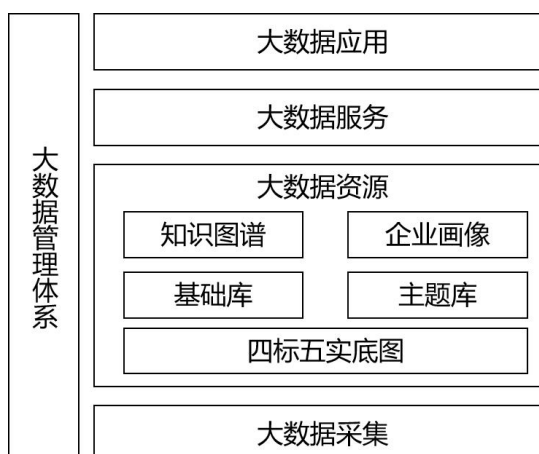 大数据管理体系
大数据应用
大数据服务
大数据资源
知识图谱
企业画像
基础库
主题库
四标五实底图
大数据采集